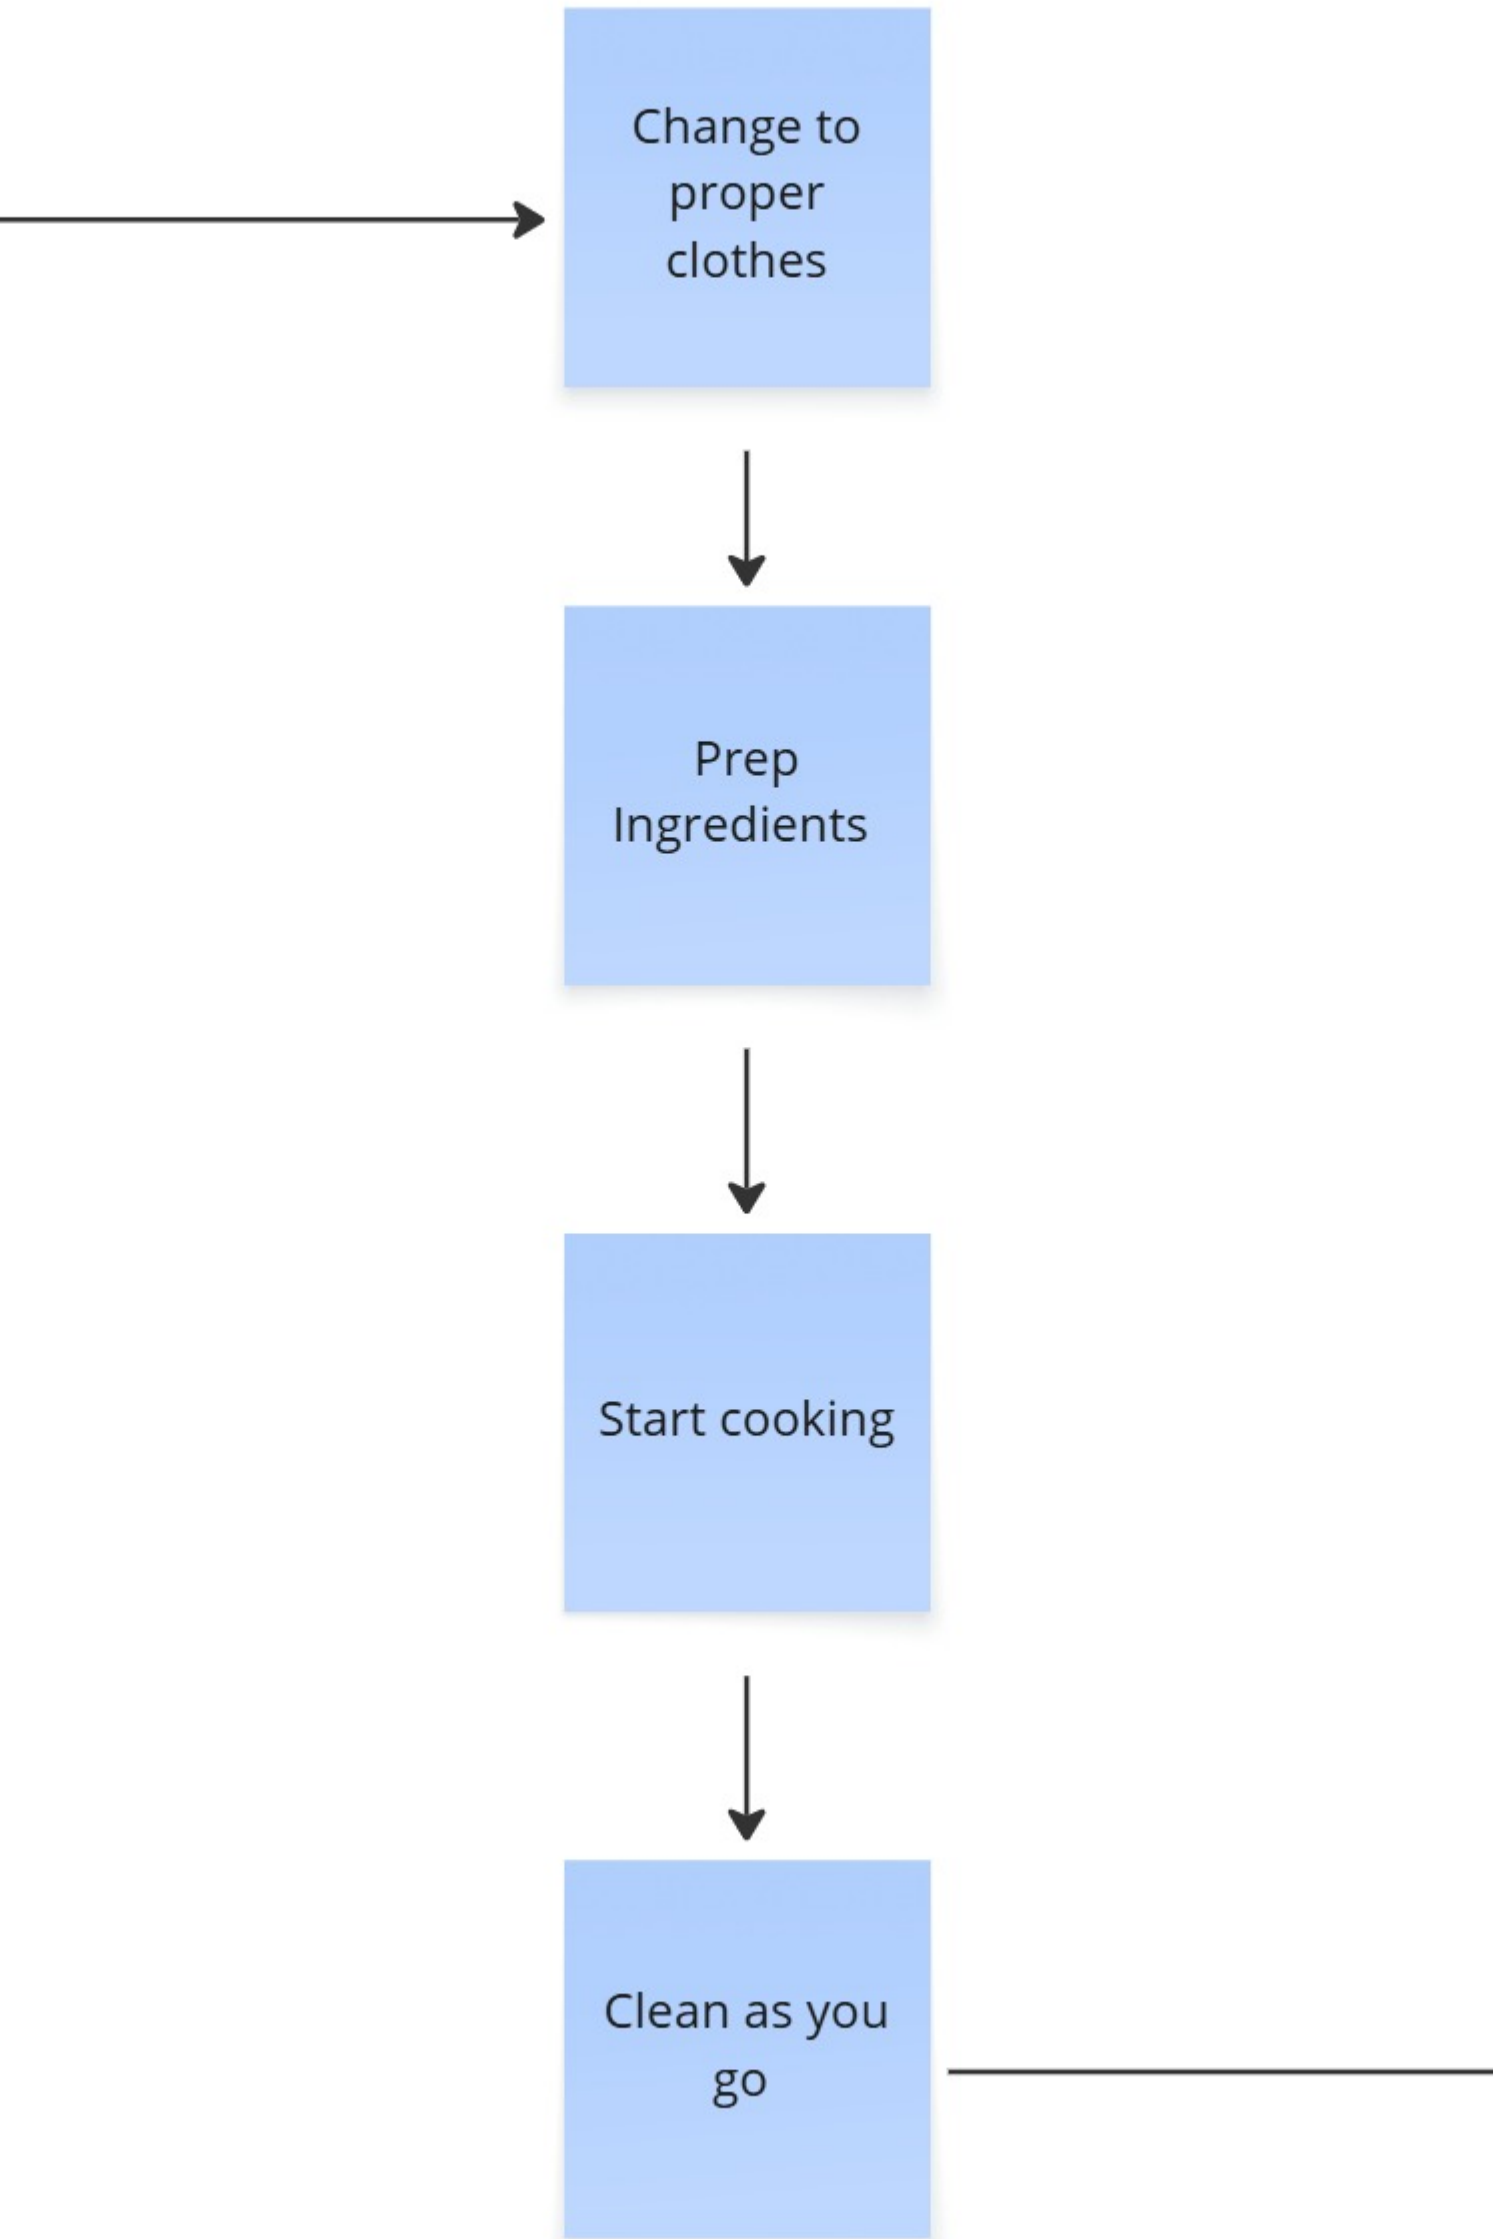 Change to
proper
clothes
Prep
Ingredients
Start cooking
Clean as you
go